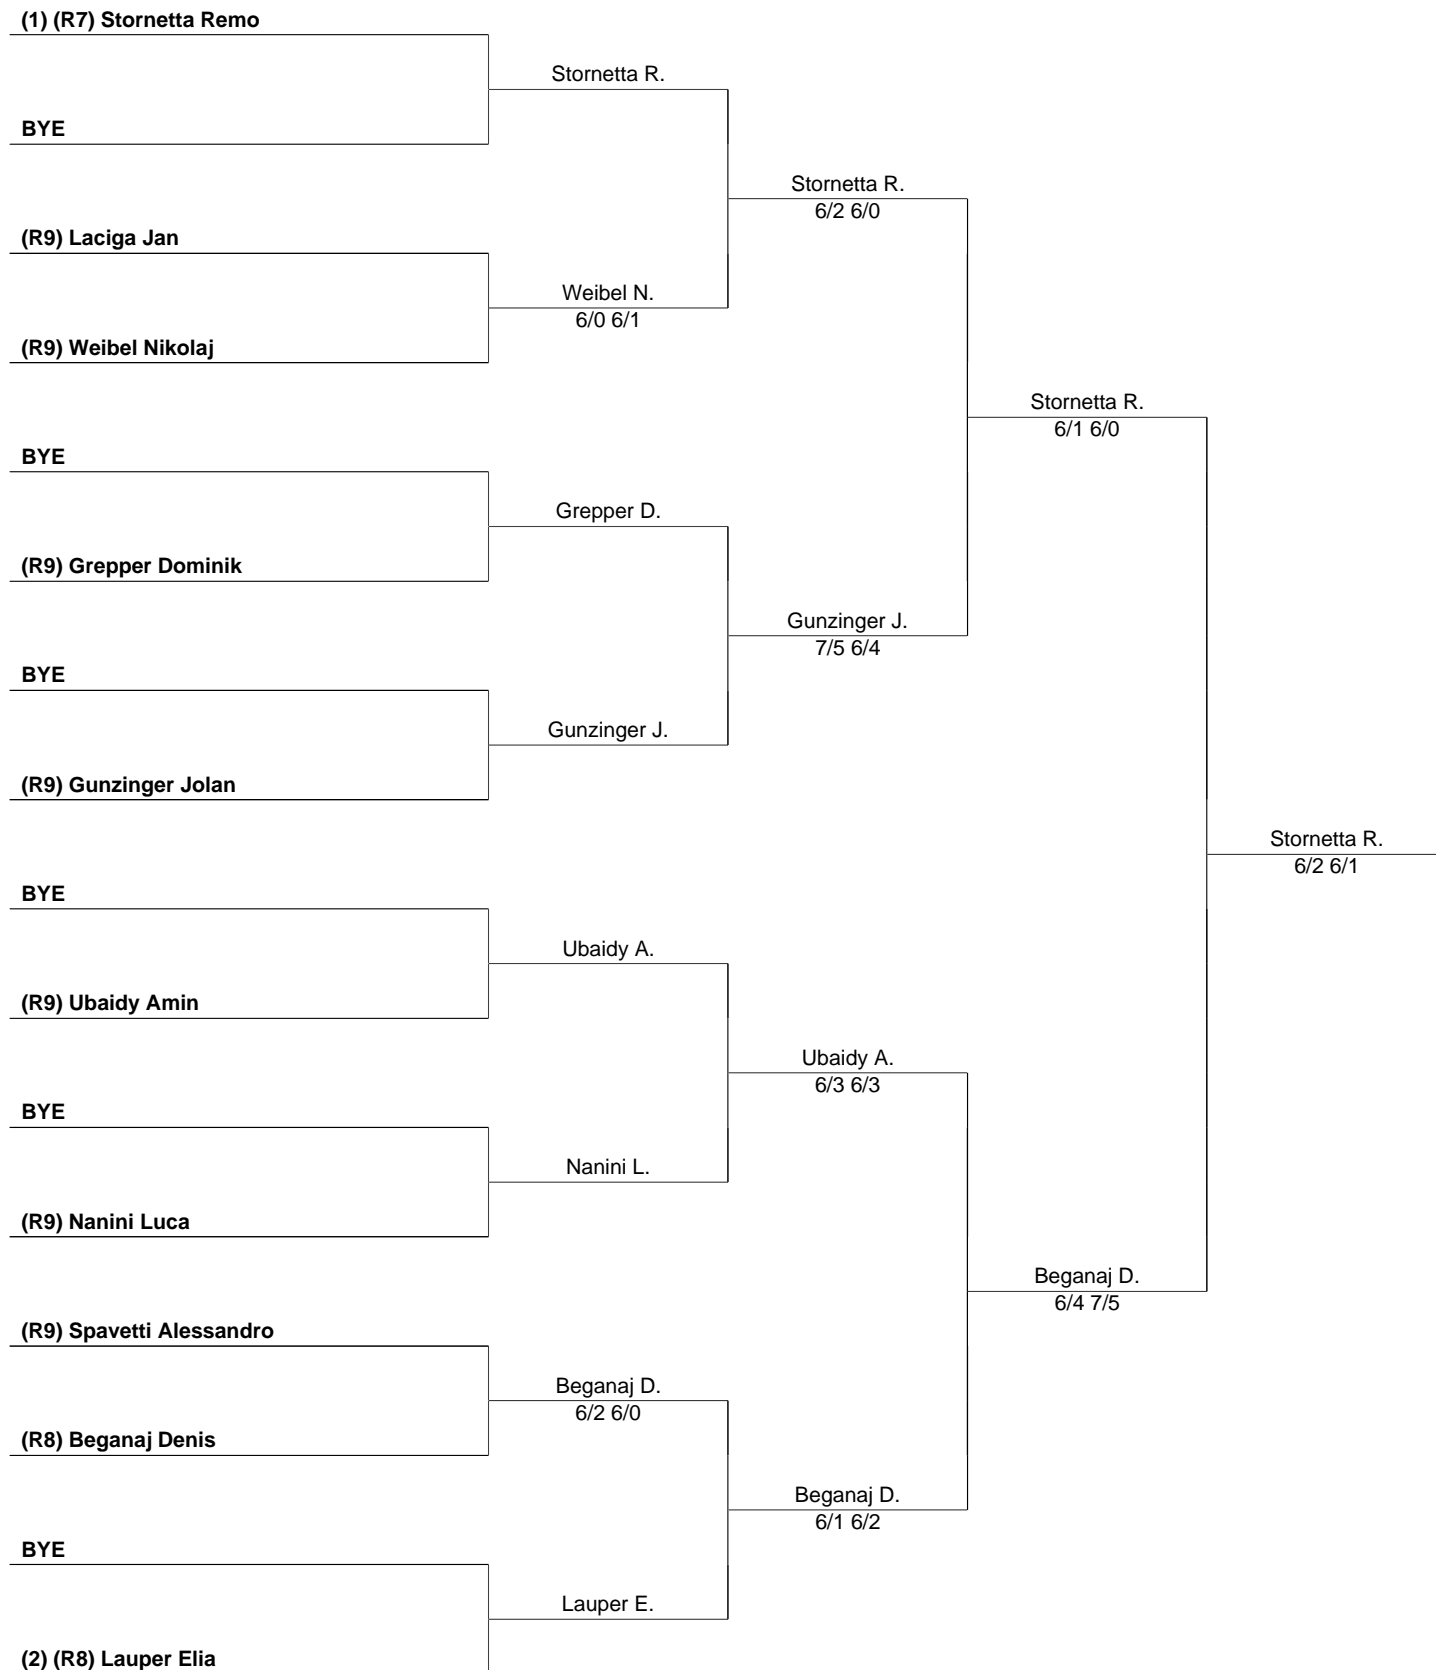 (1) (R7) Stornetta Remo
Stornetta R.
BYE
Stornetta R.
6/2 6/0
(R9) Laciga Jan
Weibel N.
6/0 6/1
(R9) Weibel Nikolaj
Stornetta R.
6/1 6/0
BYE
Grepper D.
(R9) Grepper Dominik
Gunzinger J.
7/5 6/4
BYE
Gunzinger J.
(R9) Gunzinger Jolan
Stornetta R.
6/2 6/1
BYE
Ubaidy A.
(R9) Ubaidy Amin
Ubaidy A.
6/3 6/3
BYE
Nanini L.
(R9) Nanini Luca
Beganaj D.
6/4 7/5
(R9) Spavetti Alessandro
Beganaj D.
6/2 6/0
(R8) Beganaj Denis
Beganaj D.
6/1 6/2
BYE
Lauper E.
(2) (R8) Lauper Elia